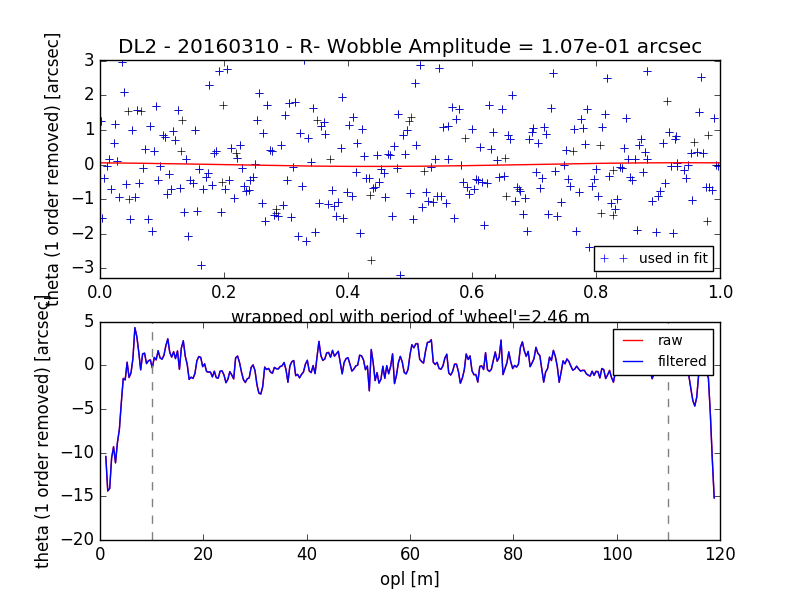 DL2 - 20160310 - R- Wobble Amplitude = 1.07e-01 arcsec
theta (1 order removed) [arcsec]
3
2
1
0
−1
−2
−3
used in fit
0.0 0.2 0.4 0.6 0.8 1.0
wrapped opl with period of 'wheel'=2.46 m
theta (1 order removed) [arcsec]
5
0
−5
−10
−15
−20
raw
filtered
0 20 40 60 80 100 120
opl [m]